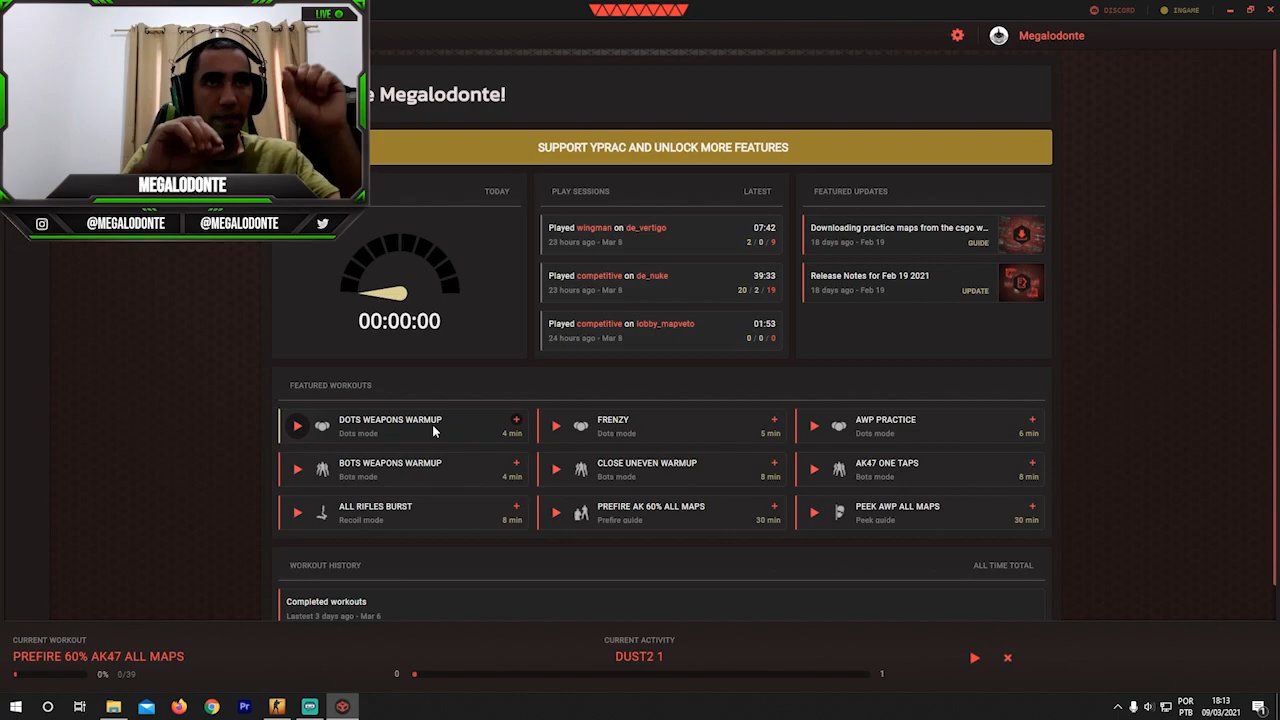 LIVE
DISCORD
INGAME
Megalodonte
e Megalodonte!
SUPPORT YPRAC AND UNLOCK MORE FEATURES
MEGALODONTE
@MEGALODONTE
@MEGALODONTE
TODAY
00:00:00
PLAY SESSIONS
LATEST
Played wingman on de_vertigo
07:42
23 hours ago - Mar 8
2 / 0 / 9
Played competitive on de_nuke
39:33
23 hours ago - Mar 8
20 / 2 / 19
Played competitive on lobby_mapveto
01:53
24 hours ago - Mar 8
0 / 0 / 0
FEATURED UPDATES
Downloading practice maps from the csgo w...
18 days ago - Feb 19
GUIDE
Release Notes for Feb 19 2021
18 days ago - Feb 19
UPDATE
FEATURED WORKOUTS
DOTS WEAPONS WARMUP
Dots mode
4 min
FRENZY
Dots mode
5 min
AWP PRACTICE
Dots mode
6 min
BOTS WEAPONS WARMUP
Bots mode
4 min
CLOSE UNEVEN WARMUP
Bots mode
8 min
AK47 ONE TAPS
Bots mode
8 min
ALL RIFLES BURST
Recoil mode
8 min
PREFIRE AK 60% ALL MAPS
Prefire guide
30 min
PEEK AWP ALL MAPS
Peek guide
30 min
WORKOUT HISTORY
ALL TIME TOTAL
Completed workouts
Lastest 3 days ago - Mar 6
CURRENT WORKOUT
PREFIRE 60% AK47 ALL MAPS
0% 0/39
CURRENT ACTIVITY
DUST2 1
0
1
Pr
POR
PTB
18:13
09/03/2021